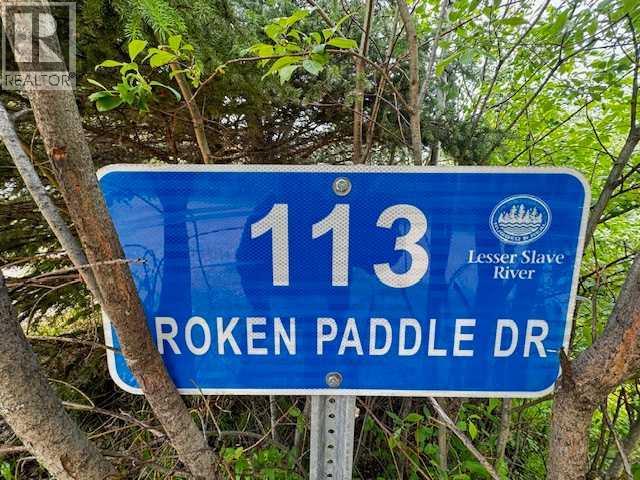 REALTOR®
113
Lesser Slave
River
ROKEN PADDLE DR